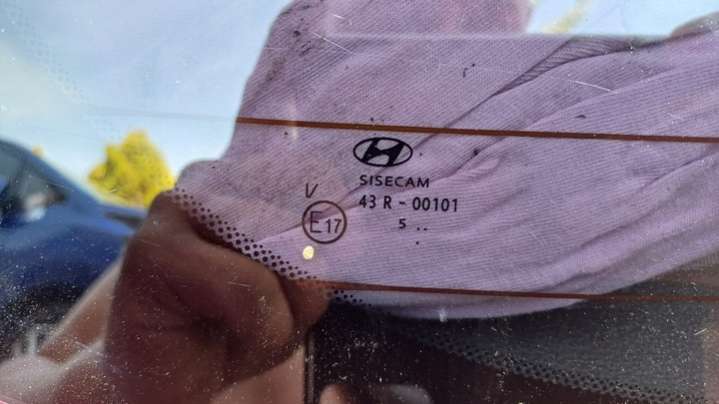 SISECAM
V
43 R - 00101
E17
5 ..